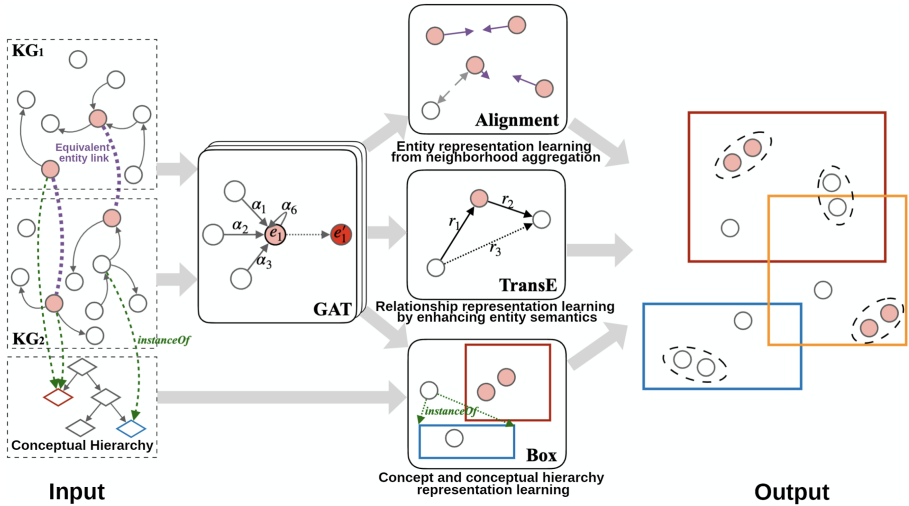 KG1
Equivalent
entity link
KG2
instanceOf
Conceptual Hierarchy
Input
α1
α6
α2
e1
e1
α3
GAT
Alignment
Entity representation learning
from neighborhood aggregation
r1
r2
r3
TransE
Relationship representation learning
by enhancing entity semantics
instanceOf
Box
Concept and conceptual hierarchy
representation learning
Output